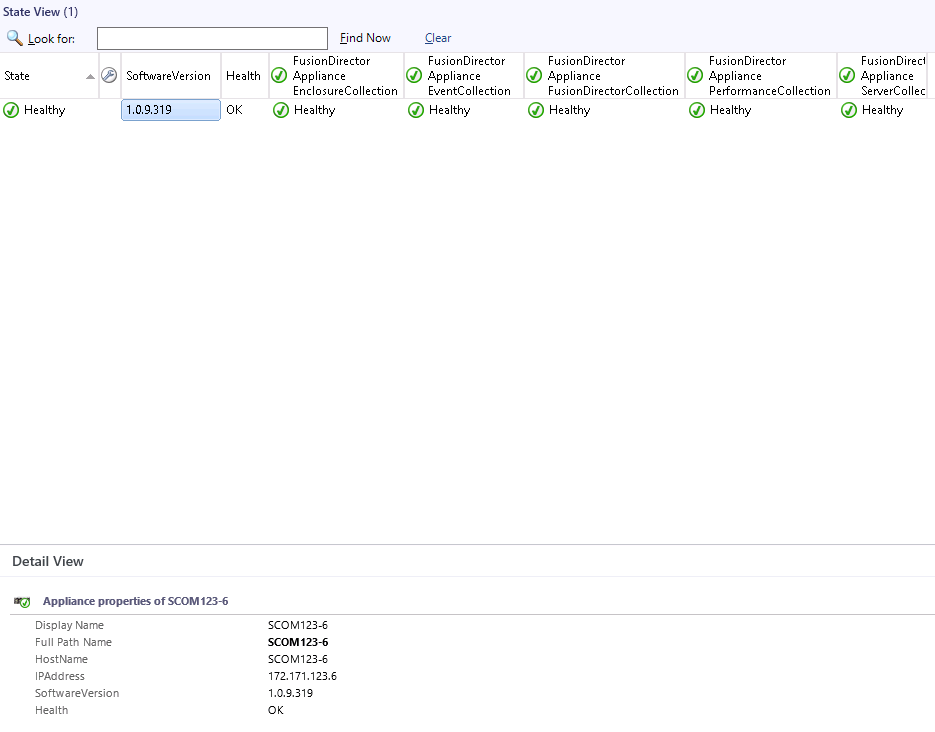 State View (1)
Look for:
Find Now
Clear
State
SoftwareVersion
Health
FusionDirector
Appliance
EnclosureCollection
FusionDirector
Appliance
EventCollection
FusionDirector
Appliance
FusionDirectorCollection
FusionDirector
Appliance
PerformanceCollection
FusionDirect
Appliance
ServerCollec
Healthy
1.0.9.319
OK
Healthy
Healthy
Healthy
Healthy
Healthy
Detail View
Appliance properties of SCOM123-6
Display Name SCOM123-6
Full Path Name SCOM123-6
HostName SCOM123-6
IPAddress 172.171.123.6
SoftwareVersion 1.0.9.319
Health OK